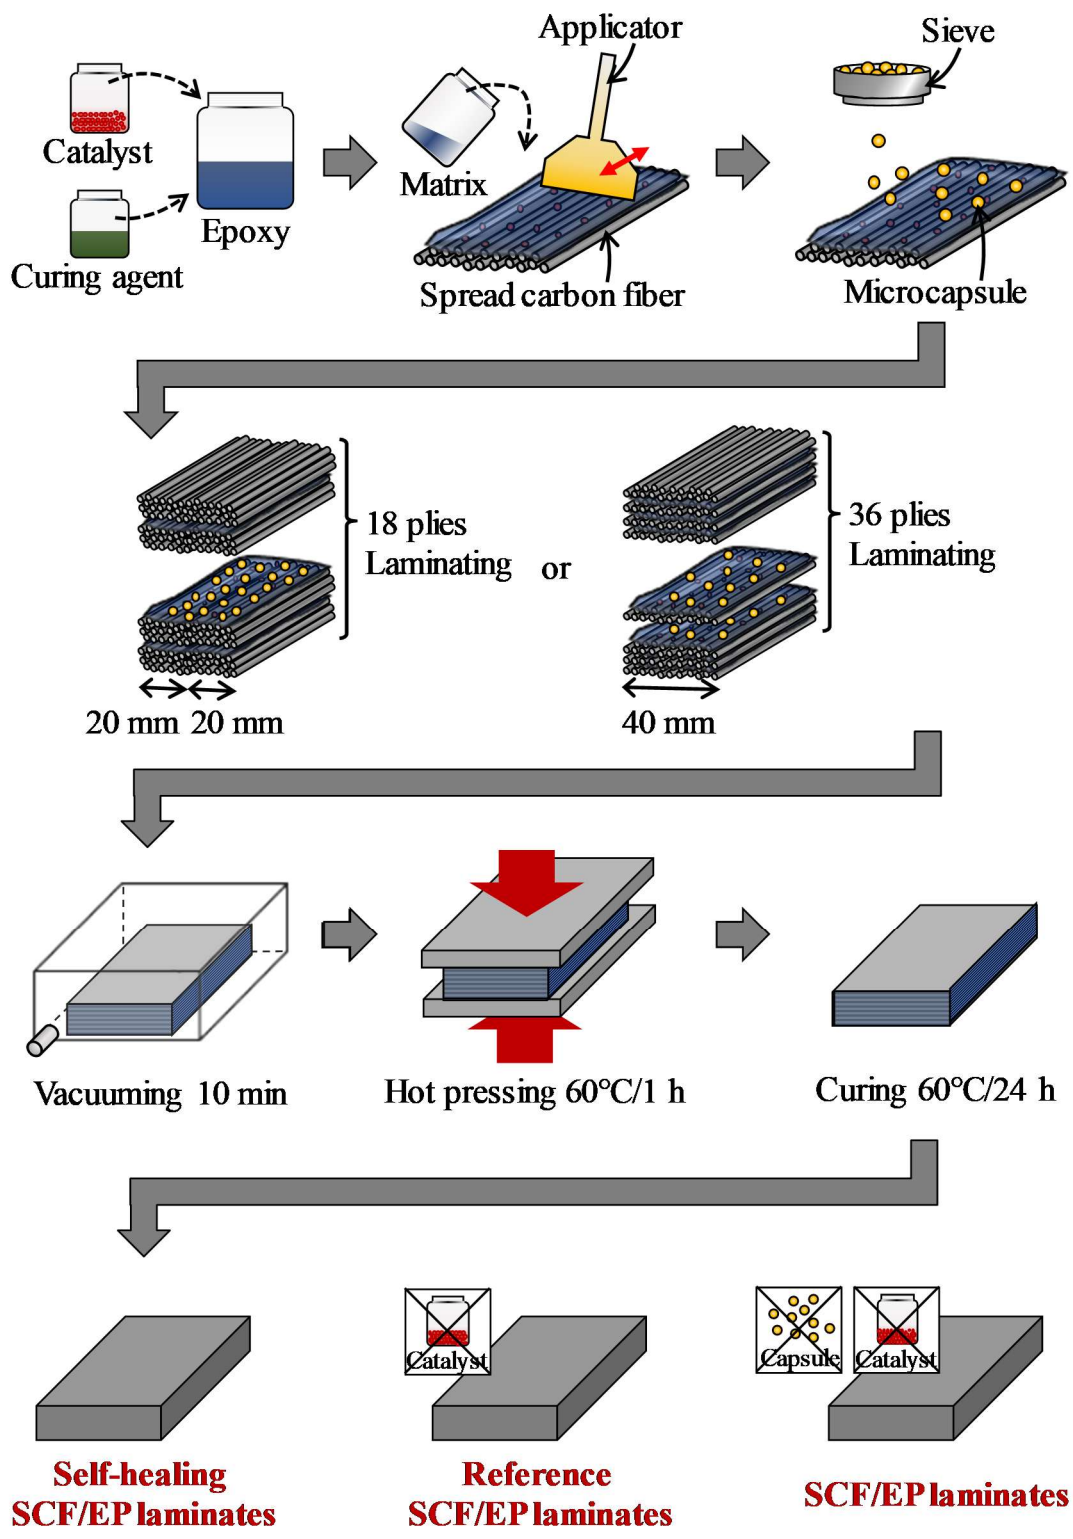 Applicator
Sieve
Catalyst
Matrix
Epoxy
Curing agent
Spread carbon fiber
Microcapsule
18 plies
Laminating
or
36 plies
Laminating
20 mm 20 mm
40 mm
Vacuuming 10 min
Hot pressing 60°C/1 h
Curing 60°C/24 h
Catalyst
Capsule
Catalyst
Self-healing
SCF/EP laminates
Reference
SCF/EP laminates
SCF/EP laminates